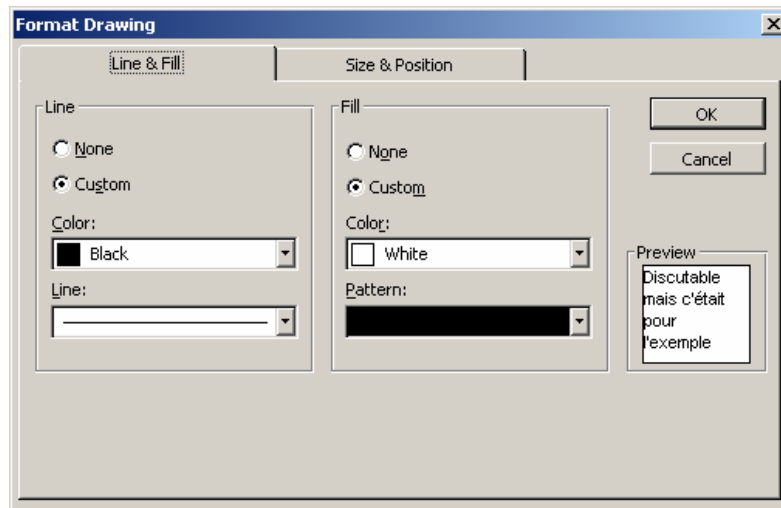 Format Drawing
Line & Fill
Size & Position
Line
None
Custom
Color:
Black
Line:
Fill
None
Custom
Color:
White
Pattern:
OK
Cancel
Preview
Discutable
mais c'était
pour
l'exemple